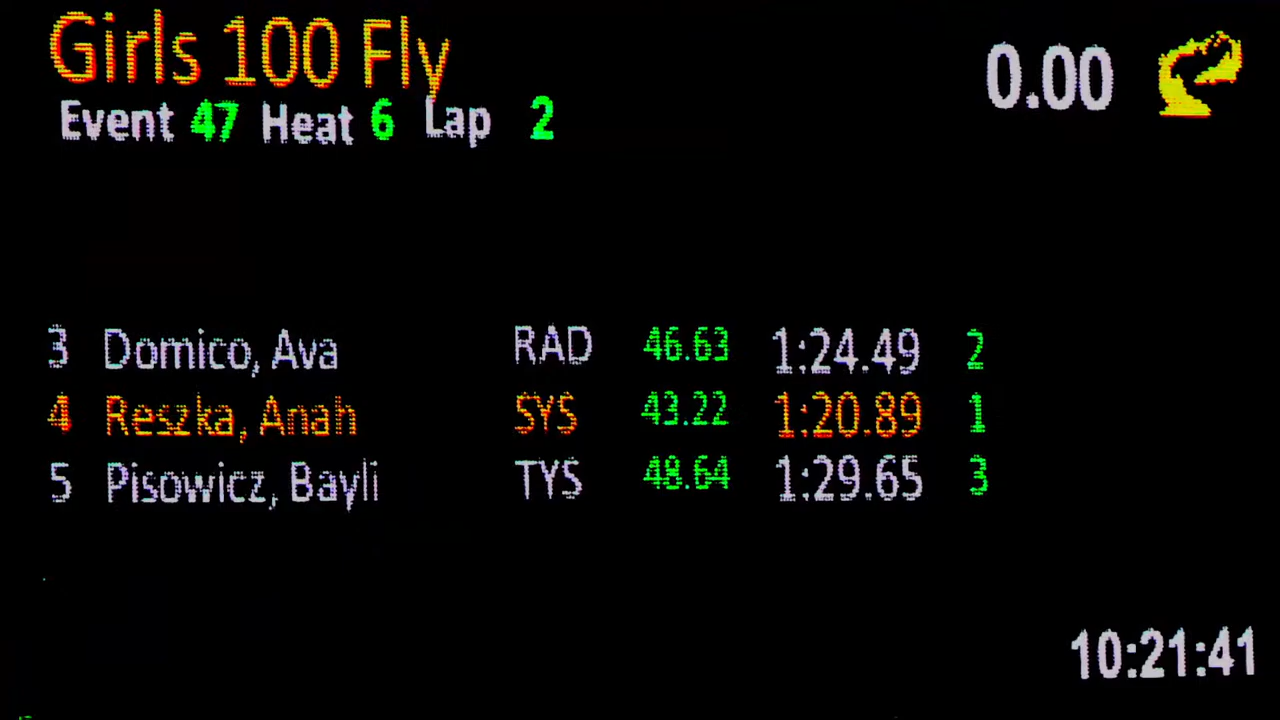 Girls 100 Fly
0.00
Event 47 Heat 6 Lap 2
3 Domico, Ava RAD 46.63 1:24.49 2
4 Reszka, Anah SYS 43.22 1:20.89 1
5 Pisowicz, Bayli TYS 48.64 1:29.65 3
10:21:41